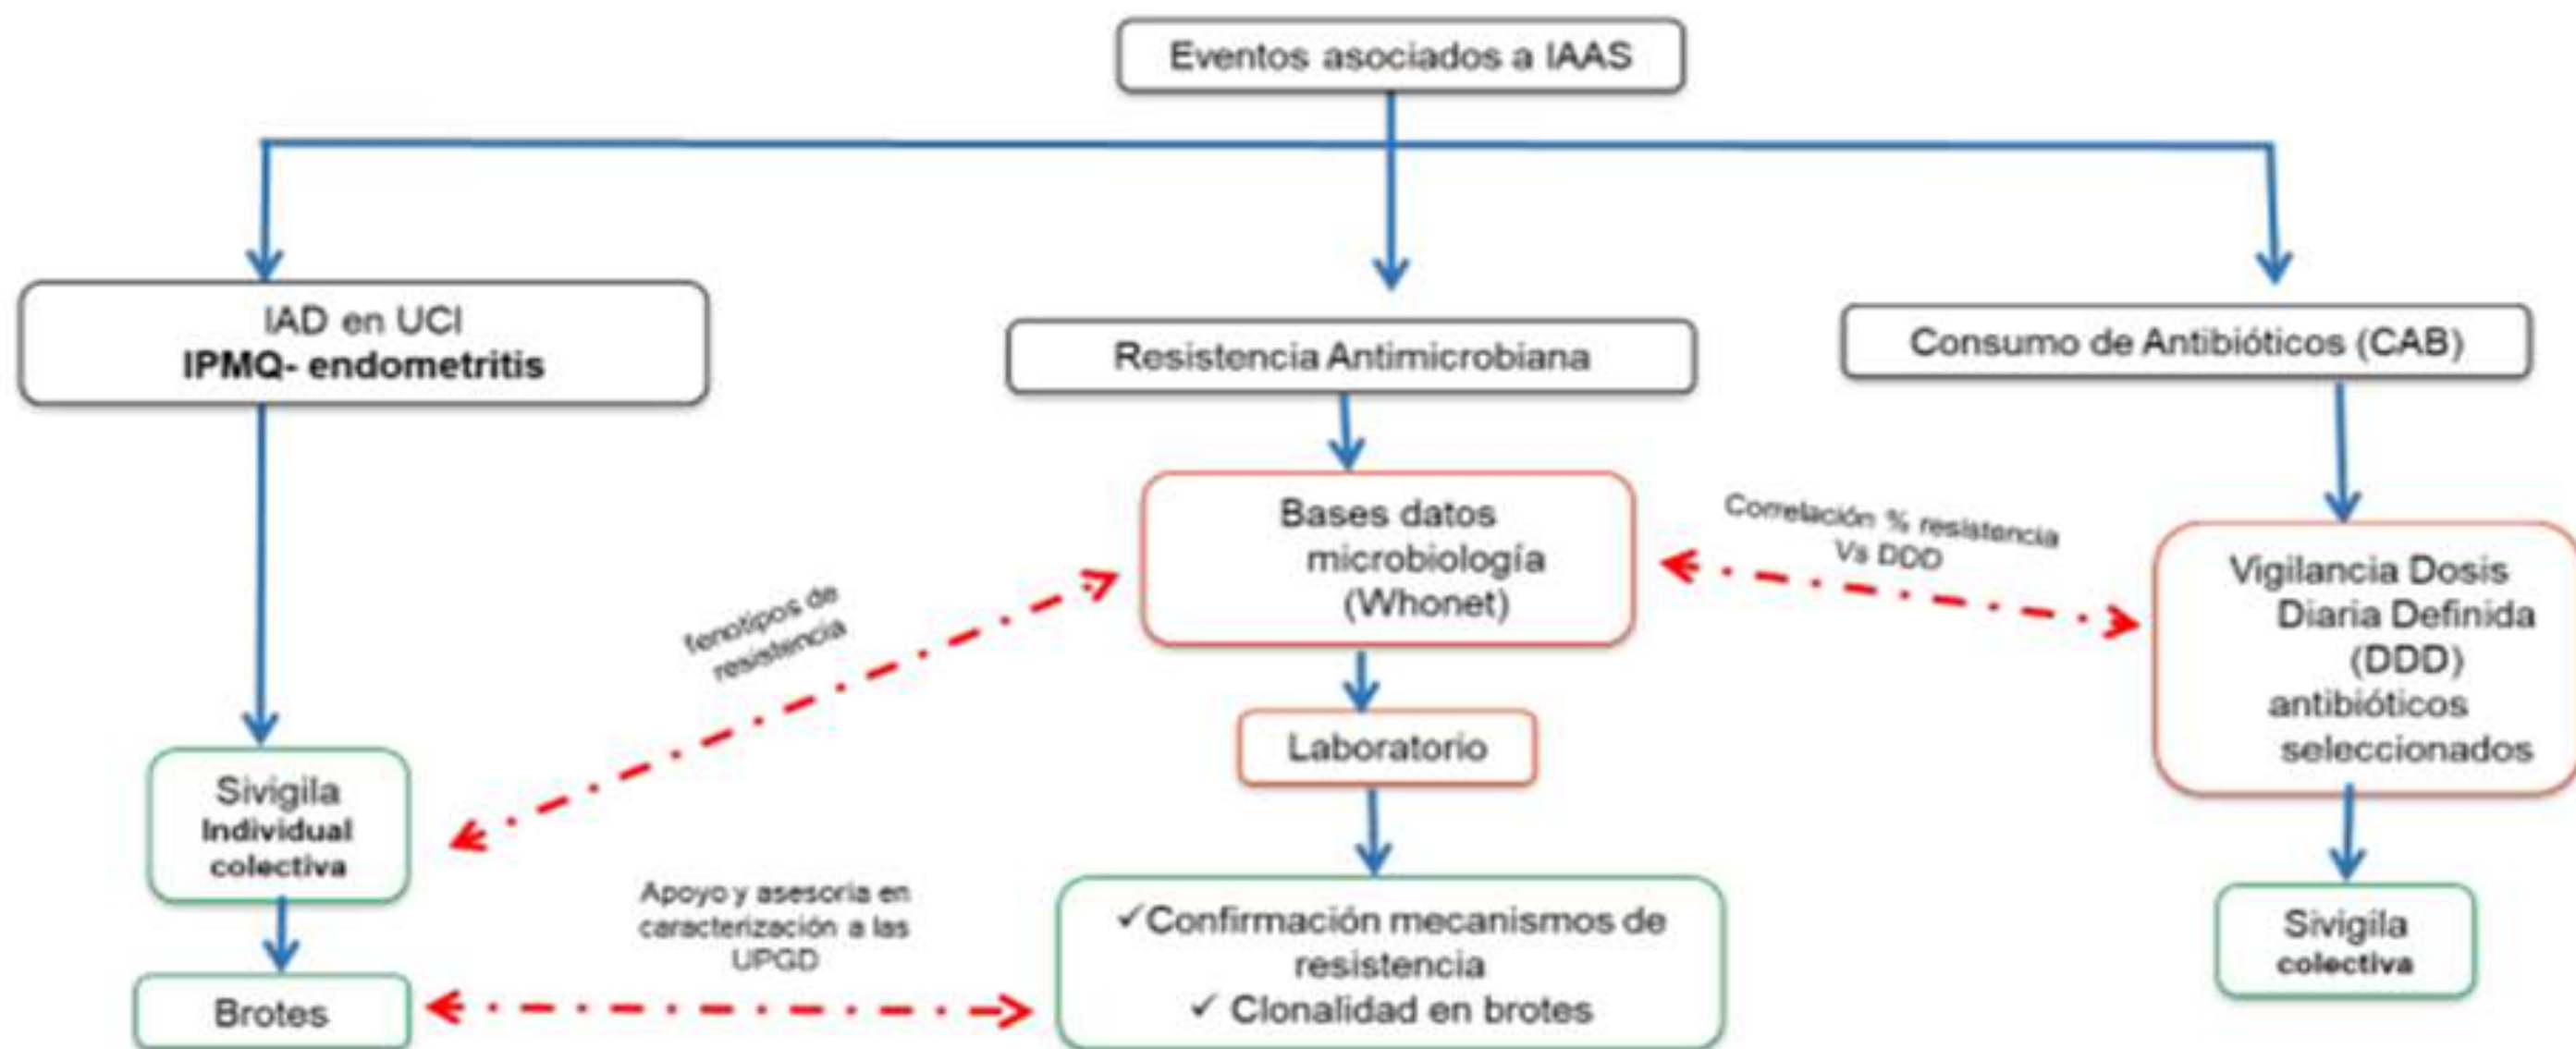 Eventos asociados a IAAS
IAD en UCI
IPMQ- endometritis
Resistencia Antimicrobiana
Consumo de Antibióticos (CAB)
Bases datos
microbiología
(Whonet)
Correlación % resistencia
Vs DDD
Vigilancia Dosis
Diaria Definida
(DDD)
antibióticos
seleccionados
fenotipos de
resistencia
Laboratorio
Sivigila
Individual
colectiva
Apoyo y asesoria en
caracterización a las
UPGD
✓Confirmación mecanismos de
resistencia
✓ Clonalidad en brotes
Sivigila
colectiva
Brotes